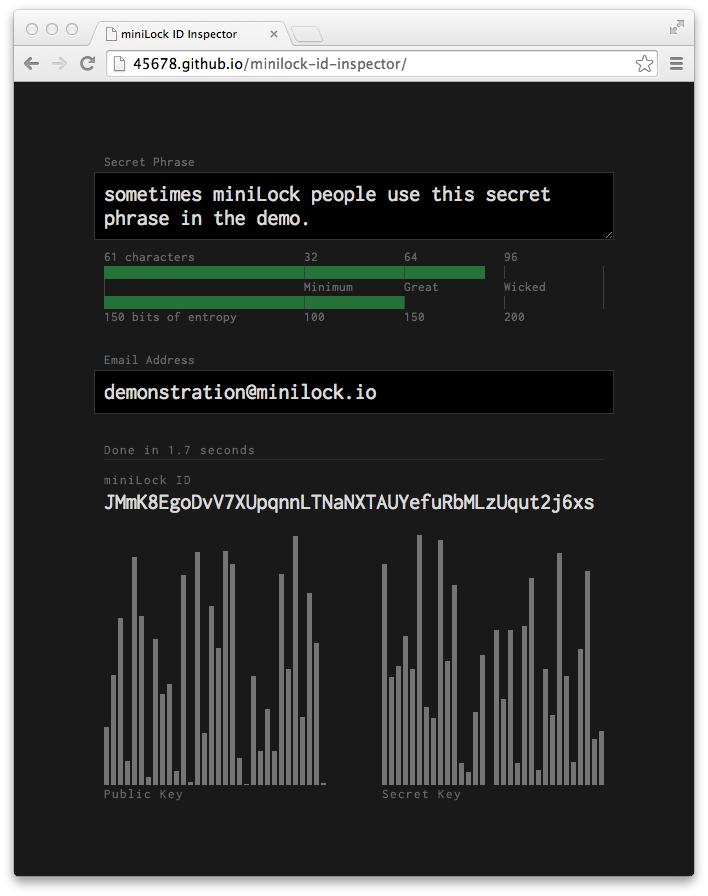 miniLock ID Inspector
45678.github.io/minilock-id-inspector/
Secret Phrase
sometimes miniLock people use this secret
phrase in the demo.
61 characters 32 64 96
Minimum Great Wicked
150 bits of entropy 100 150 200
Email Address
demonstration@minilock.io
Done in 1.7 seconds
miniLock ID
JMmK8EgoDvV7XUpqnnLTNaNXTAUYefuRbMLzUqut2j6xs
Public Key Secret Key